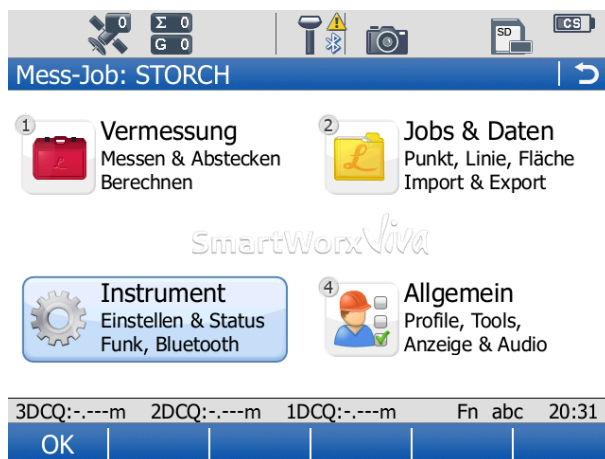 0
Σ 0
G 0
SD
CS
Mess-Job: STORCH
1
Vermessung
Messen & Abstecken
Berechnen
2
Jobs & Daten
Punkt, Linie, Fläche
Import & Export
SmartWorx Viva
Instrument
Einstellen & Status
Funk, Bluetooth
4
Allgemein
Profile, Tools,
Anzeige & Audio
3DCQ:-.---m 2DCQ:-.---m 1DCQ:-.---m Fn abc 20:31
OK